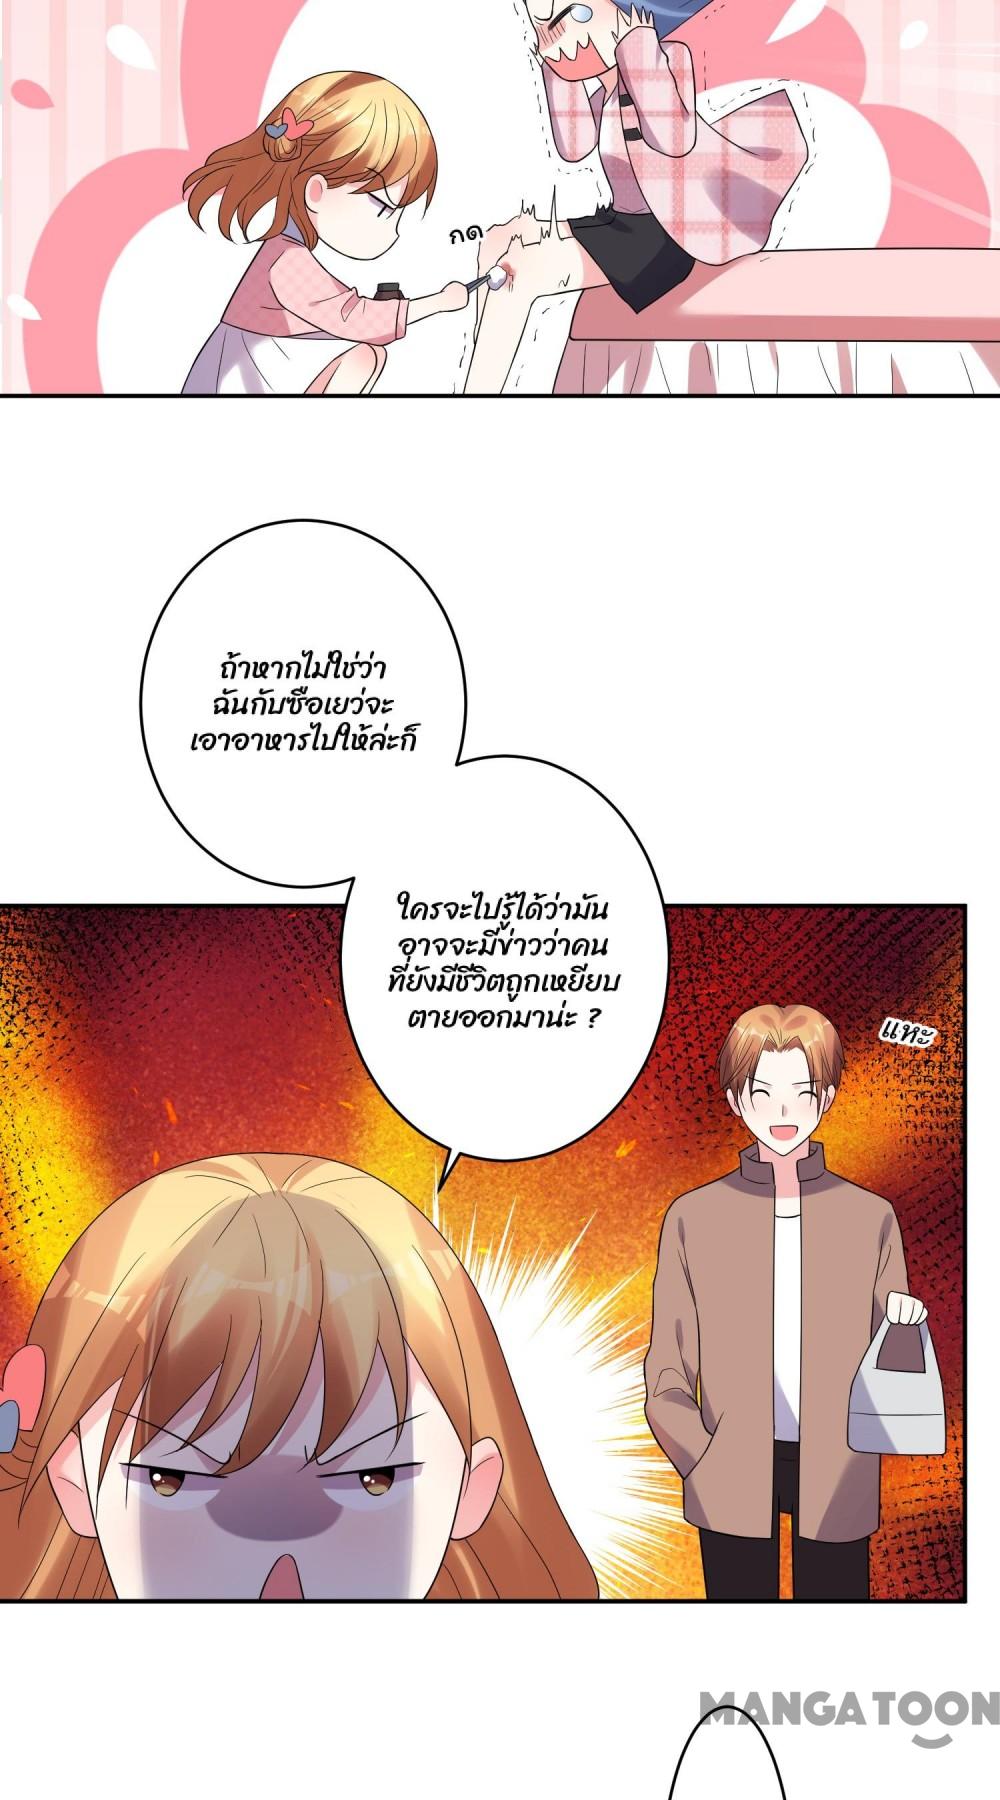 กด
ถ้าหากไม่ใช่ว่า
ฉันกับซือเยว่จะ
เอาอาหารไปให้ล่ะก็
ใครจะไปรู้ได้ว่ามัน
อาจจะมีข่าวว่าคน
ที่ยังมีชีวิตถูกเหยียบ
ตายออกมาน่ะ ?
แหะ
MANGATOON
HK